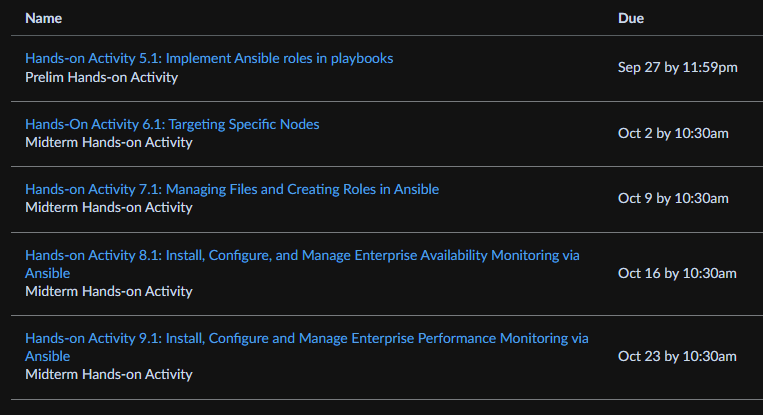 Name Due
Hands-on Activity 5.1: Implement Ansible roles in playbooks
Prelim Hands-on Activity
Sep 27 by 11:59pm
Hands-On Activity 6.1: Targeting Specific Nodes
Midterm Hands-on Activity
Oct 2 by 10:30am
Hands-on Activity 7.1: Managing Files and Creating Roles in Ansible
Midterm Hands-on Activity
Oct 9 by 10:30am
Hands-on Activity 8.1: Install, Configure, and Manage Enterprise Availability Monitoring via
Ansible
Midterm Hands-on Activity
Oct 16 by 10:30am
Hands-on Activity 9.1: Install, Configure and Manage Enterprise Performance Monitoring via
Ansible
Midterm Hands-on Activity
Oct 23 by 10:30am